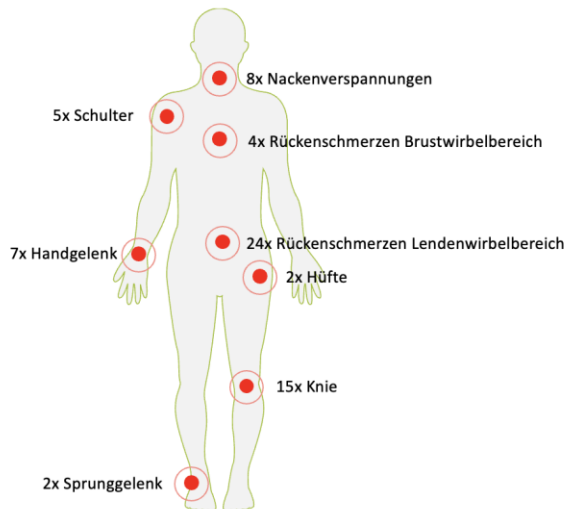 8x Nackenverspannungen
5x Schulter
4x Rückenschmerzen Brustwirbelbereich
24x Rückenschmerzen Lendenwirbelbereich
7x Handgelenk
2x Hüfte
15x Knie
2x Sprunggelenk